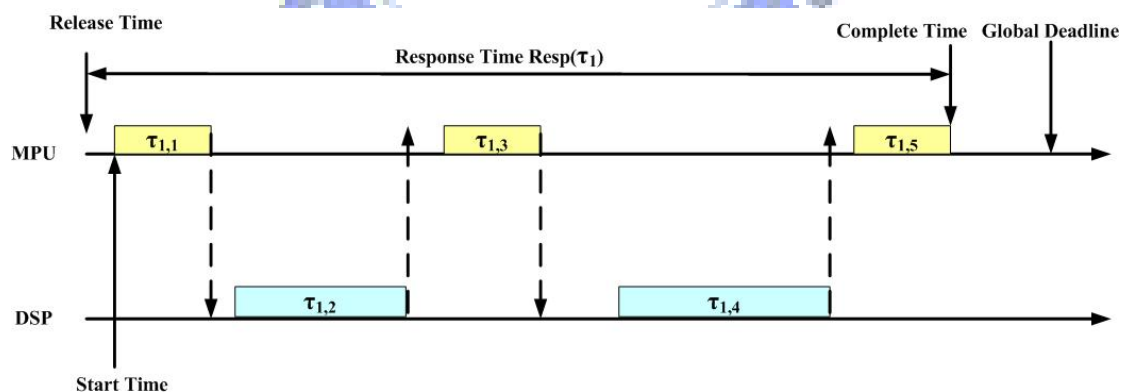 Release Time
Complete Time
Global Deadline
Response Time Resp(τ1)
MPU
τ1,1
τ1,3
τ1,5
DSP
τ1,2
τ1,4
Start Time